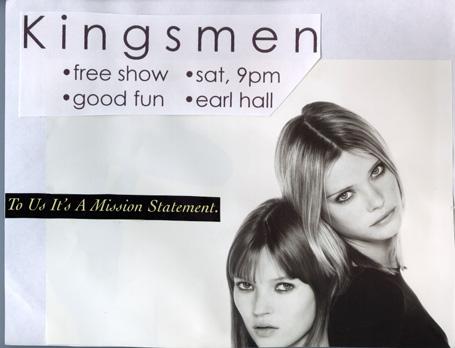 Kingsmen
•free show •sat, 9pm
•good fun •earl hall
To Us It's A Mission Statement.